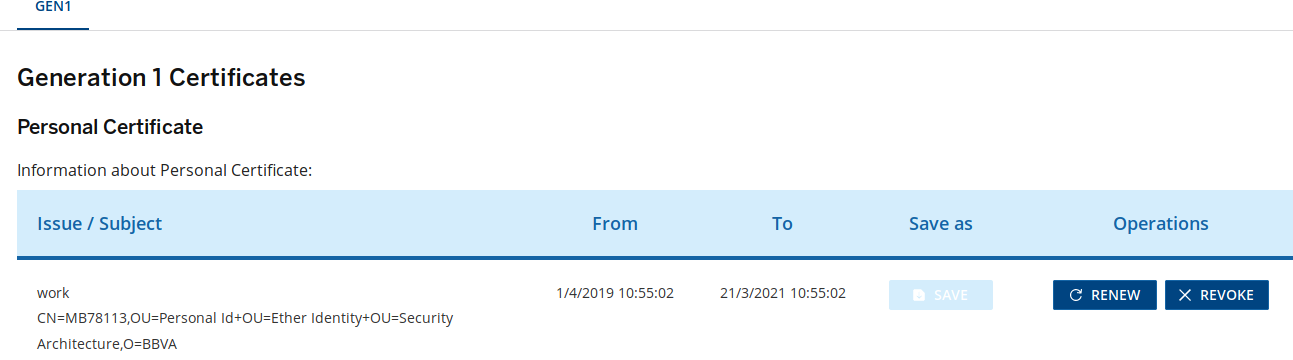 GEN1
Generation 1 Certificates
Personal Certificate
Information about Personal Certificate:
Issue / Subject From To Save as Operations
work 1/4/2019 10:55:02 21/3/2021 10:55:02 SAVE RENEW REVOKE
CN=MB78113,OU=Personal Id+OU=Ether Identity+OU=Security
Architecture,O=BBVA